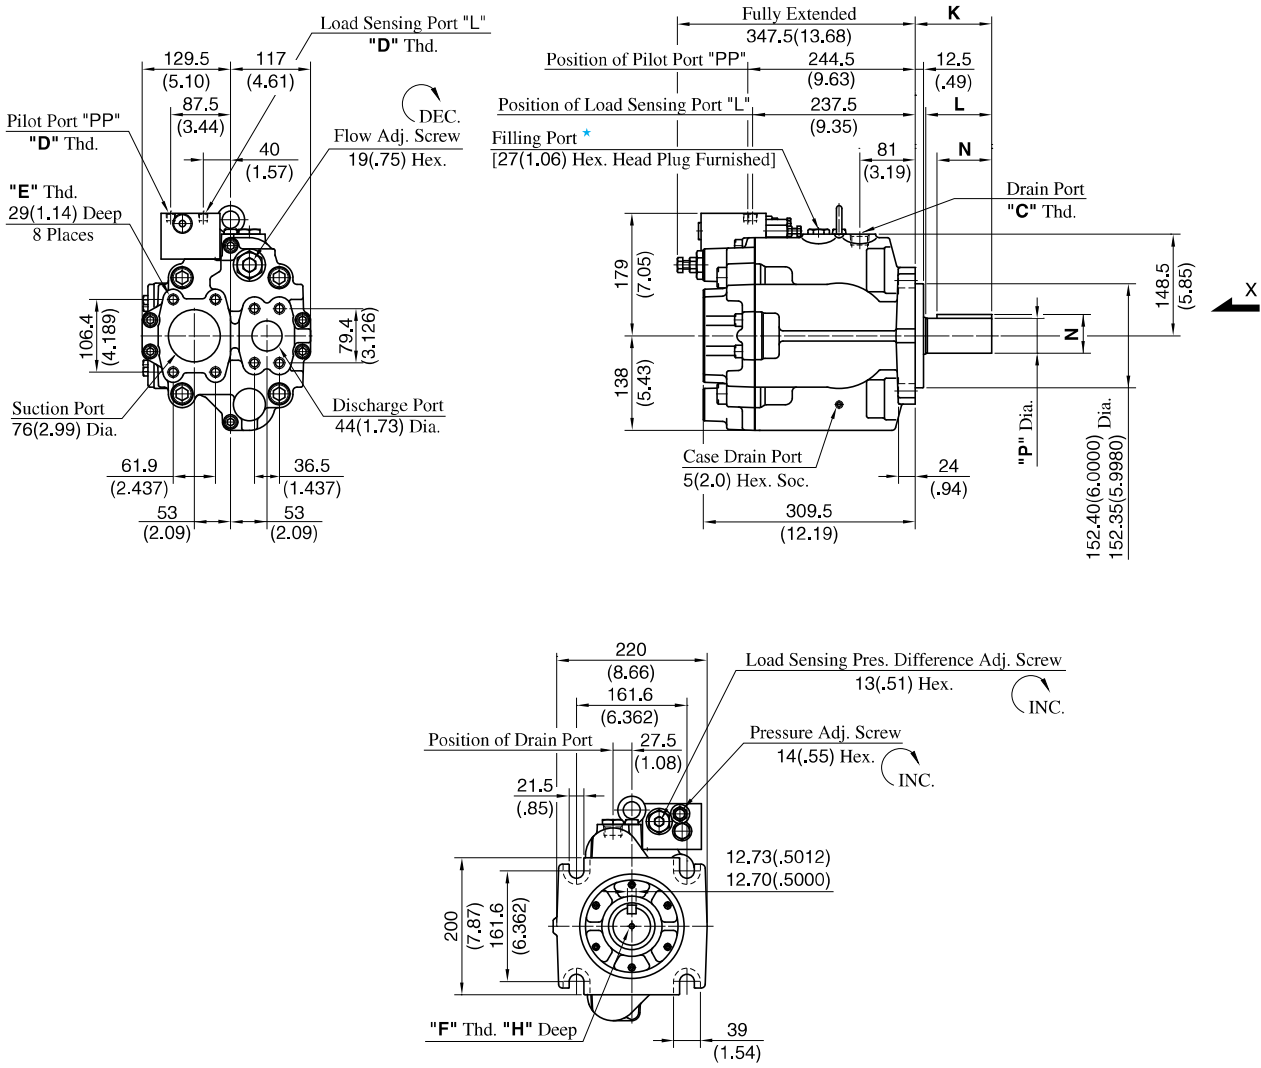 Load Sensing Port "L"
"D" Thd.
129.5
(5.10)
117
(4.61)
87.5
(3.44)
DEC.
Pilot Port "PP"
"D" Thd.
Flow Adj. Screw
19(.75) Hex.
40
(1.57)
"E" Thd.
29(1.14) Deep
8 Places
106.4
(4.189)
79.4
(3.126)
Suction Port
76(2.99) Dia.
Discharge Port
44(1.73) Dia.
61.9
(2.437)
36.5
(1.437)
53
(2.09)
53
(2.09)
Fully Extended
347.5(13.68)
K
Position of Pilot Port "PP"
244.5
(9.63)
12.5
(.49)
Position of Load Sensing Port "L"
237.5
(9.35)
L
Filling Port ★
[27(1.06) Hex. Head Plug Furnished]
81
(3.19)
N
Drain Port
"C" Thd.
179
(7.05)
148.5
(5.85)
X
138
(5.43)
N
"P" Dia.
Case Drain Port
5(2.0) Hex. Soc.
24
(.94)
152.40(6.0000)
152.35(5.9980) Dia.
309.5
(12.19)
220
(8.66)
Load Sensing Pres. Difference Adj. Screw
13(.51) Hex.
INC.
161.6
(6.362)
Position of Drain Port
27.5
(1.08)
Pressure Adj. Screw
14(.55) Hex.
INC.
21.5
(.85)
12.73(.5012)
12.70(.5000)
200
(7.87)
161.6
(6.362)
"F" Thd. "H" Deep
39
(1.54)